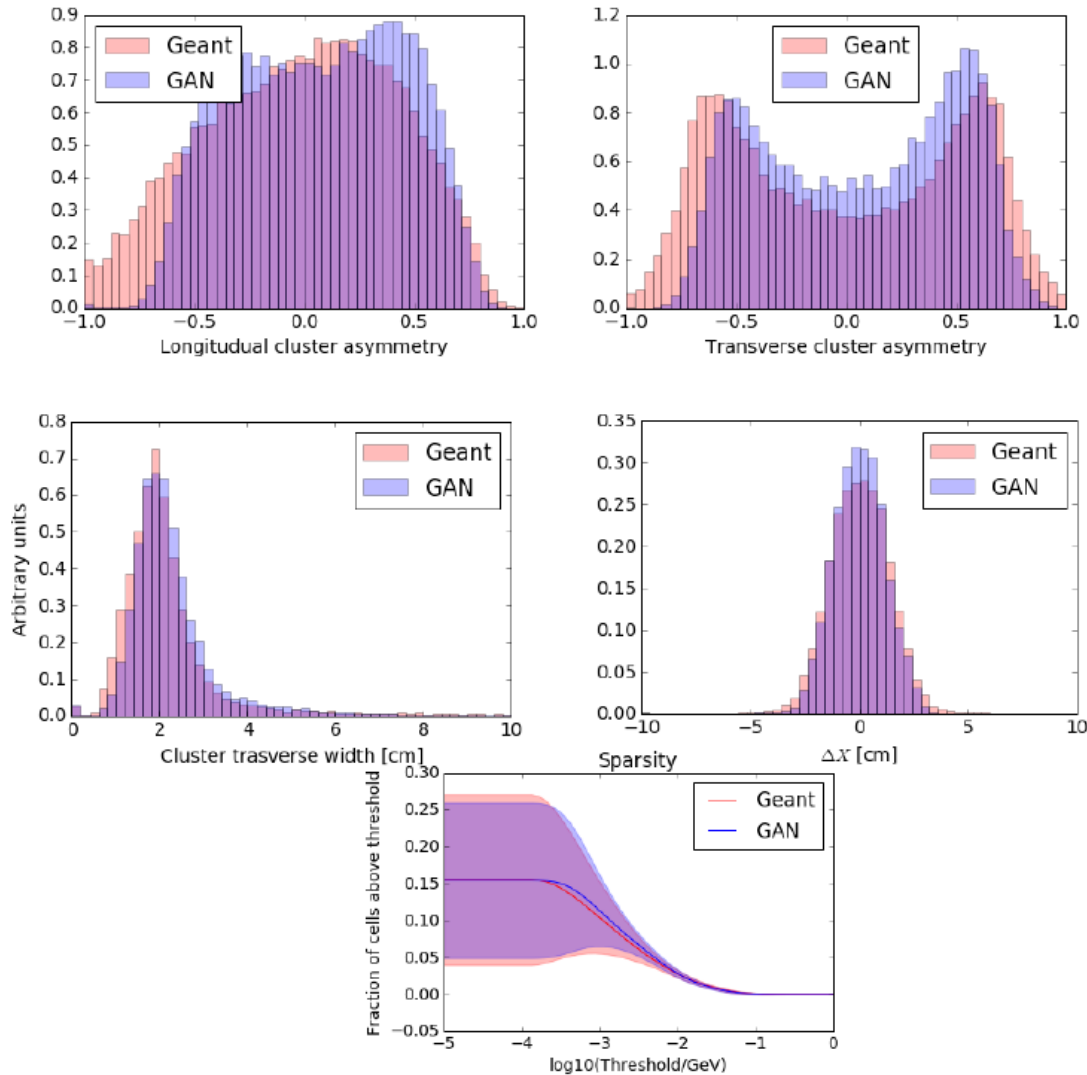 0.9
0.8
0.7
0.6
0.5
0.4
0.3
0.2
0.1
0.0
−1.0 −0.5 0.0 0.5 1.0
Longitudual cluster asymmetry
Geant
GAN
1.2
1.0
0.8
0.6
0.4
0.2
0.0
−1.0 −0.5 0.0 0.5 1.0
Transverse cluster asymmetry
Geant
GAN
Arbitrary units
0.8
0.7
0.6
0.5
0.4
0.3
0.2
0.1
0.0
0 2 4 6 8 10
Cluster trasverse width [cm]
Geant
GAN
0.35
0.30
0.25
0.20
0.15
0.10
0.05
0.00
−10 −5 0 5 10
ΔX [cm]
Geant
GAN
Sparsity
Fraction of cells above threshold
0.30
0.25
0.20
0.15
0.10
0.05
0.00
−0.05
−5 −4 −3 −2 −1 0
log10(Threshold/GeV)
Geant
GAN